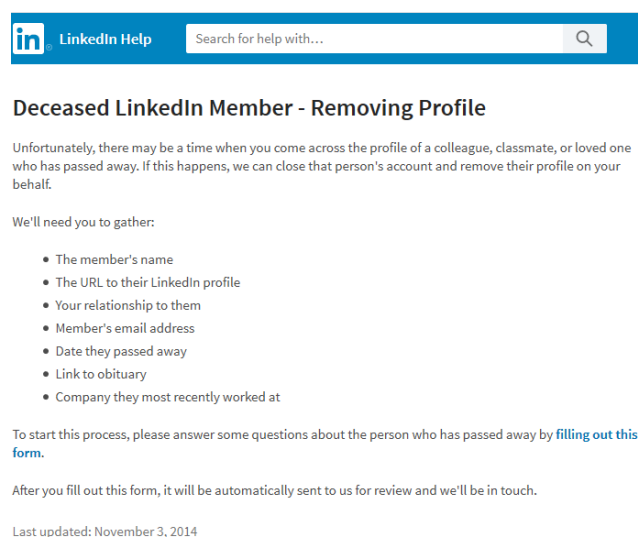 in ® LinkedIn Help Search for help with...
Deceased LinkedIn Member - Removing Profile
Unfortunately, there may be a time when you come across the profile of a colleague, classmate, or loved one
who has passed away. If this happens, we can close that person's account and remove their profile on your
behalf.
We'll need you to gather:
• The member's name
• The URL to their LinkedIn profile
• Your relationship to them
• Member's email address
• Date they passed away
• Link to obituary
• Company they most recently worked at
To start this process, please answer some questions about the person who has passed away by filling out this
form.
After you fill out this form, it will be automatically sent to us for review and we'll be in touch.
Last updated: November 3, 2014